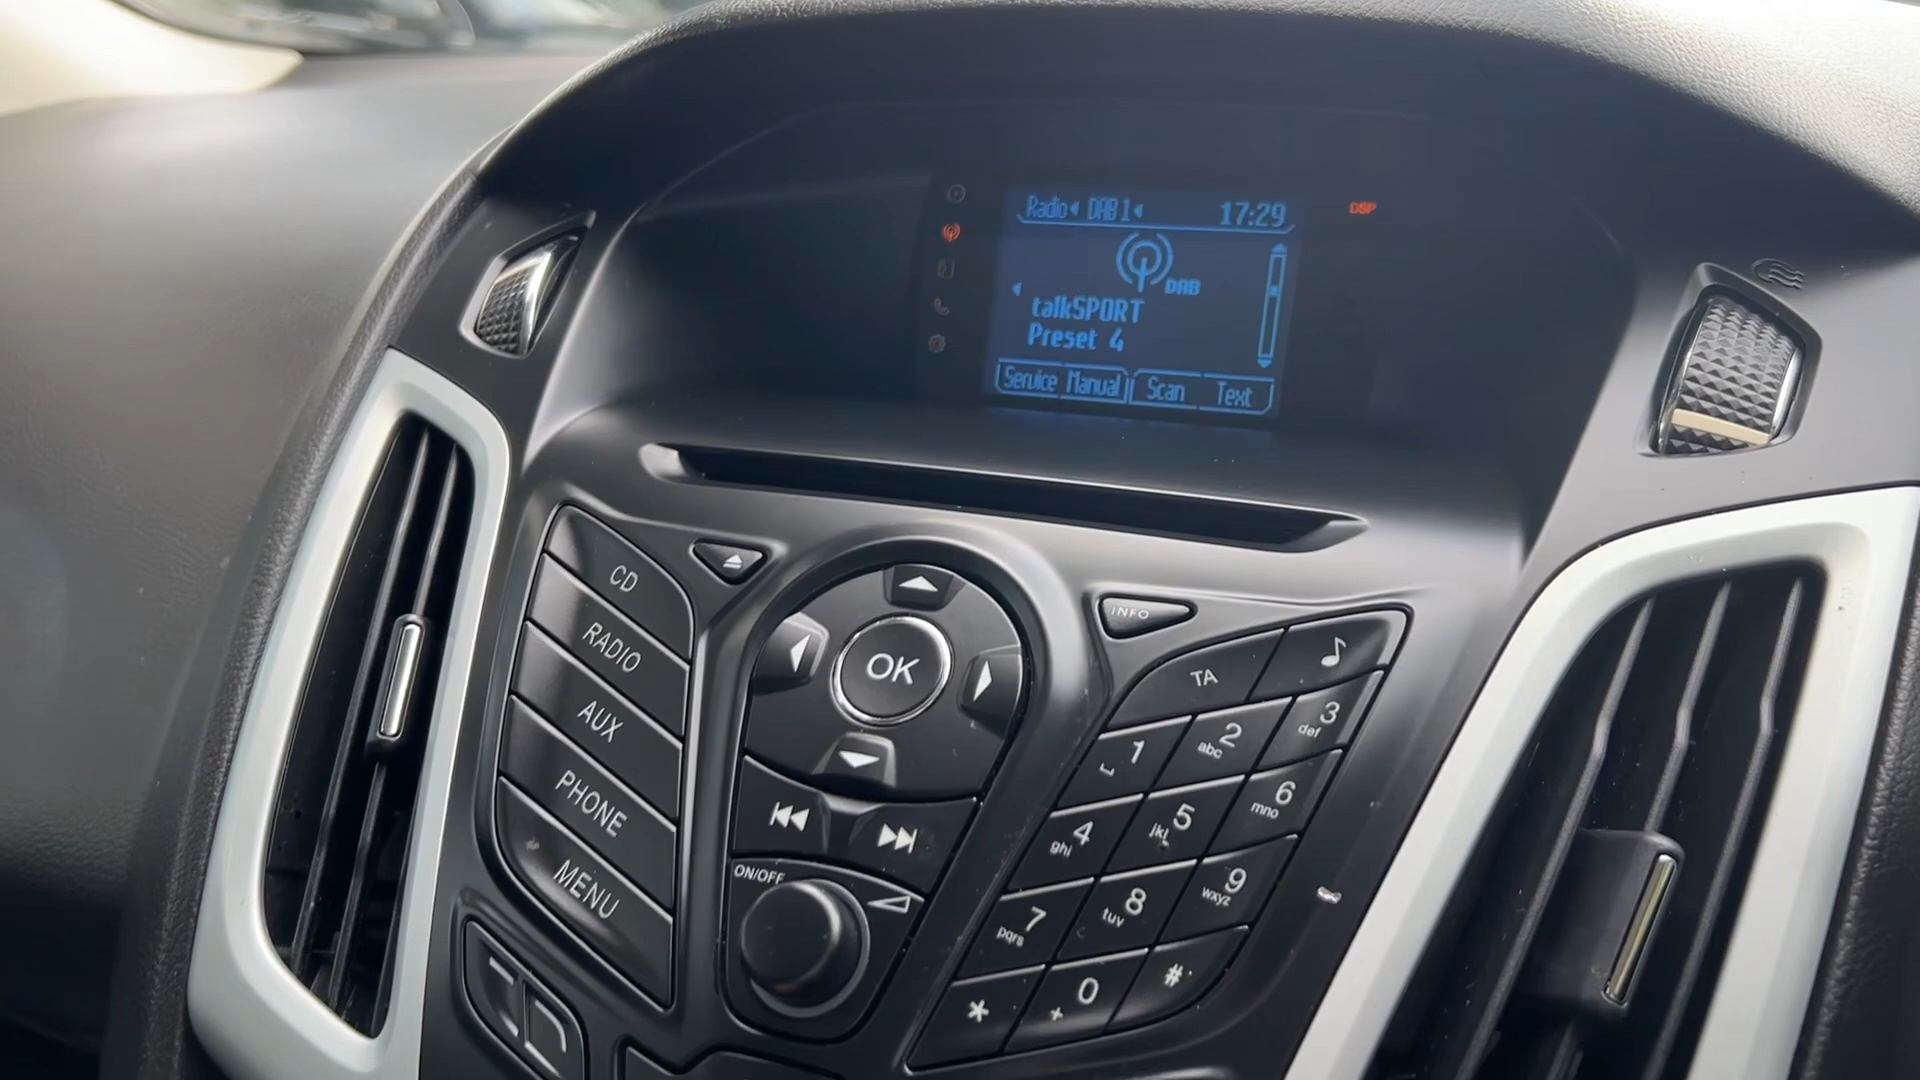 Radio DAB 1 17:29
DSP
DAB
talkSPORT
Preset 4
Service Manual Scan Text
CD
RADIO
AUX
PHONE
MENU
OK
ON/OFF
INFO
TA
1 2 abc 3 def
4 ghi 5 jkl 6 mno
7 pqrs 8 tuv 9 wxyz
* 0 + #